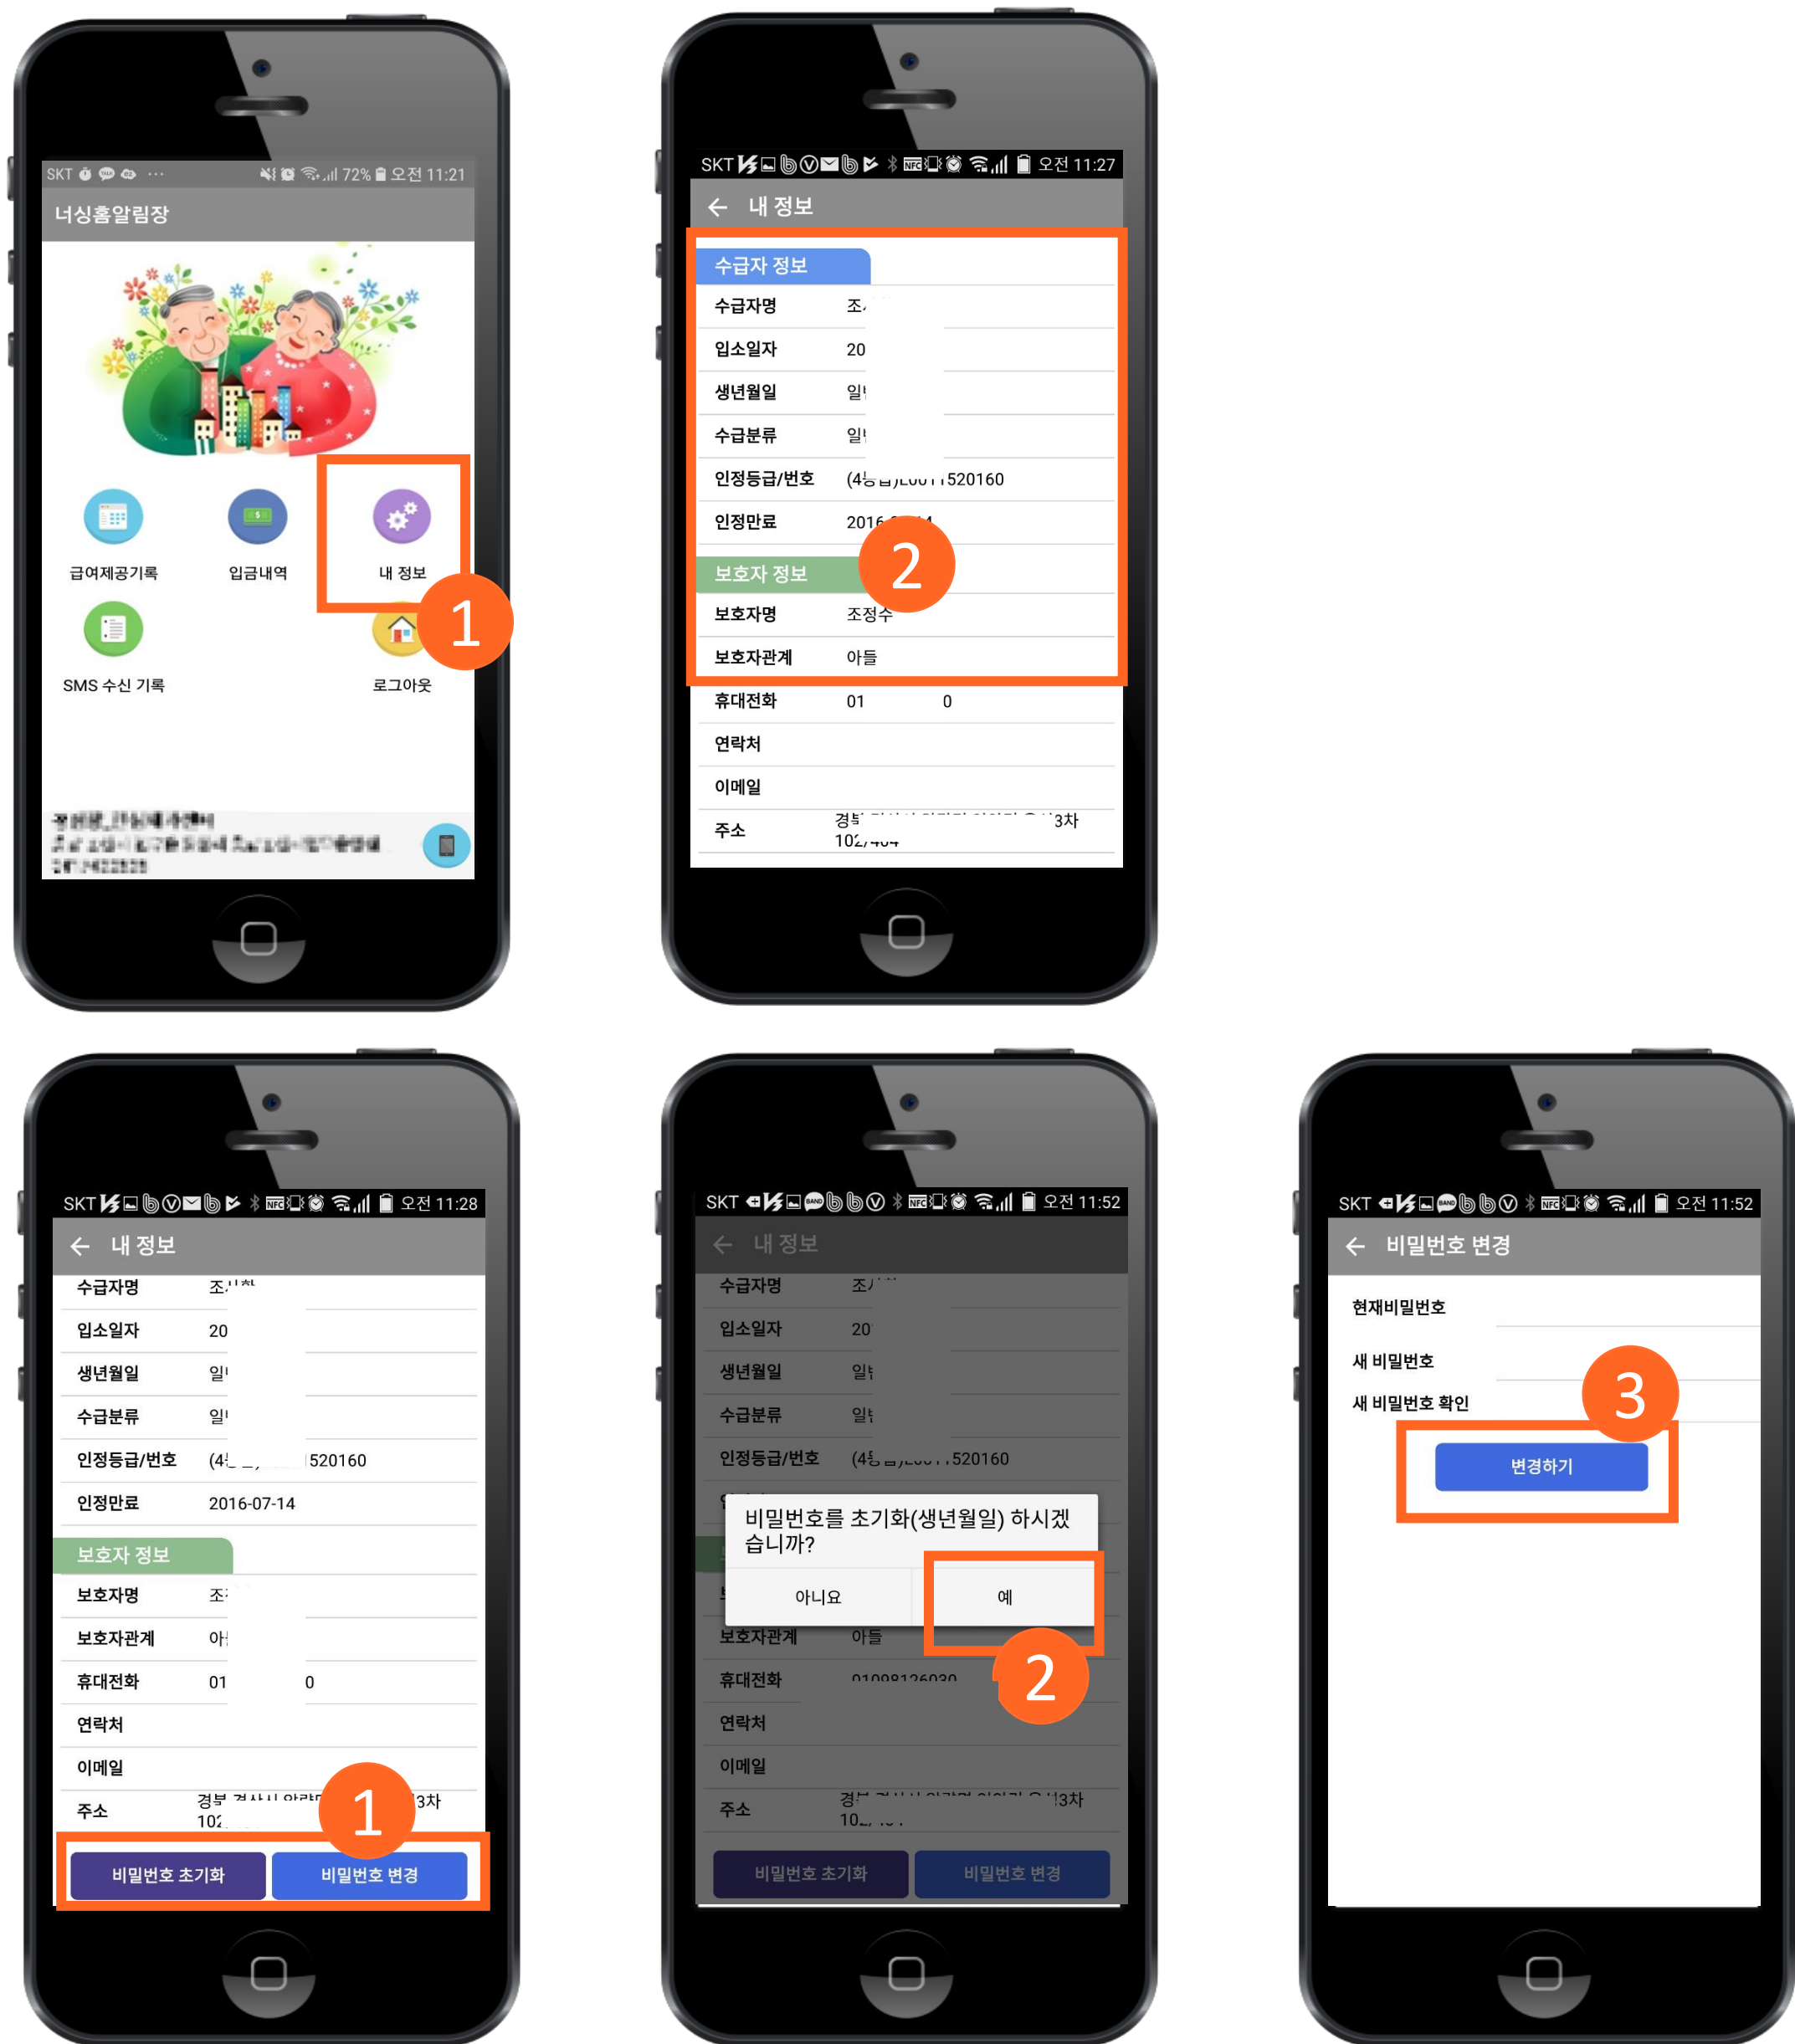 SKT 72% 오전 11:21
너싱홈알림장
급여제공기록 입금내역 내 정보
1
SMS 수신 기록 로그아웃
SKT NFC 오전 11:27
내 정보
수급자 정보
수급자명
입소일자 20
생년월일
수급분류
인정등급/번호 520160
인정만료
2
보호자 정보
보호자명 조정수
보호자관계 아들
휴대전화 01 0
연락처
이메일
주소 3차
SKT NFC 오전 11:28
내 정보
수급자명
입소일자 20
생년월일
수급분류
인정등급/번호 520160
인정만료 2016-07-14
보호자 정보
보호자명
보호자관계
휴대전화 01 0
연락처
이메일
주소 3차
1
비밀번호 초기화 비밀번호 변경
SKT BAND NFC 오전 11:52
내 정보
수급자명
입소일자 20
생년월일
수급분류
인정등급/번호 520160
비밀번호를 초기화(생년월일) 하시겠
습니까?
아니요 예
보호자관계 아들
2
휴대전화
연락처
이메일
주소 3차
비밀번호 초기화 비밀번호 변경
SKT BAND NFC 오전 11:52
비밀번호 변경
현재비밀번호
새 비밀번호
3
새 비밀번호 확인
변경하기